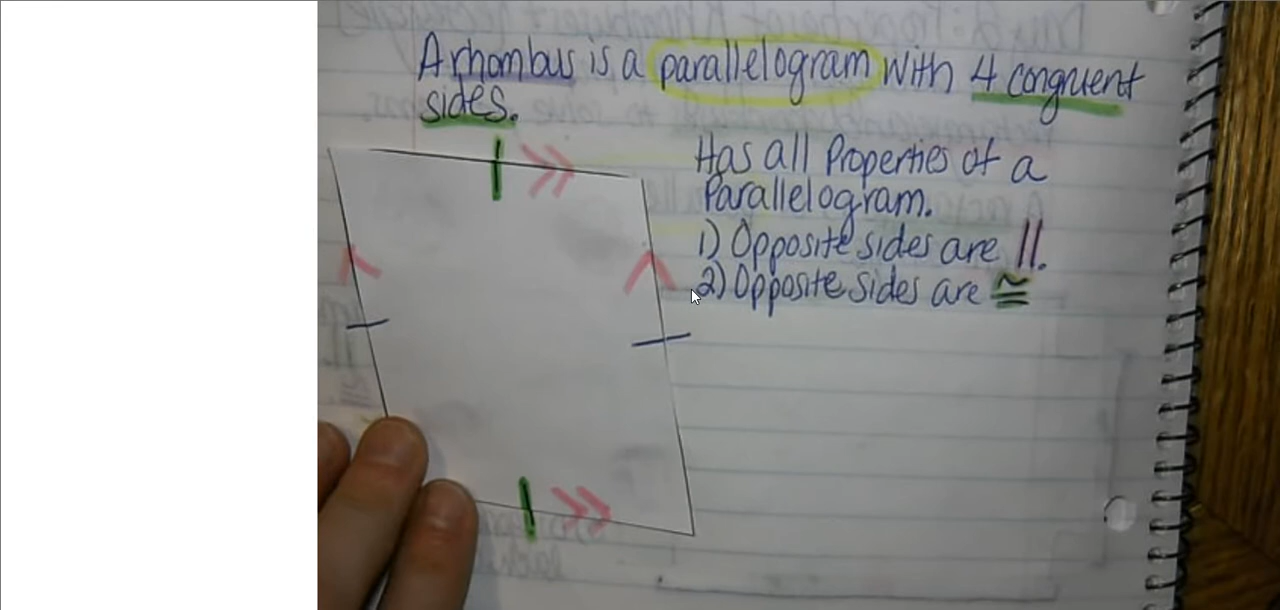 A rhombus is a parallelogram with 4 congruent
sides.
Has all Properties of a
Parallelogram.
1) Opposite sides are ||.
2) Opposite sides are ≅